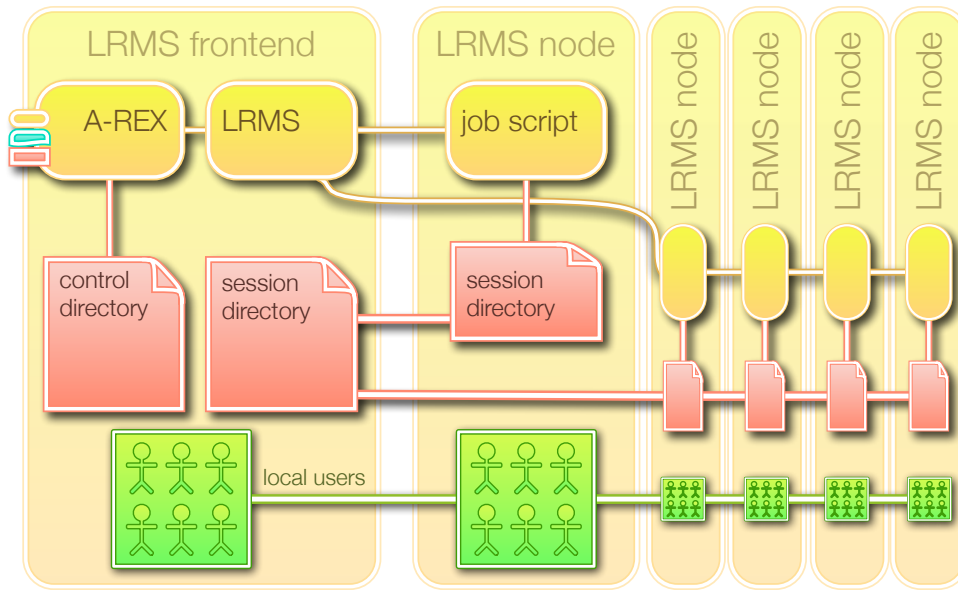 LRMS frontend
LRMS node
LRMS node
LRMS node
LRMS node
LRMS node
A-REX
LRMS
job script
control
directory
session
directory
session
directory
local users